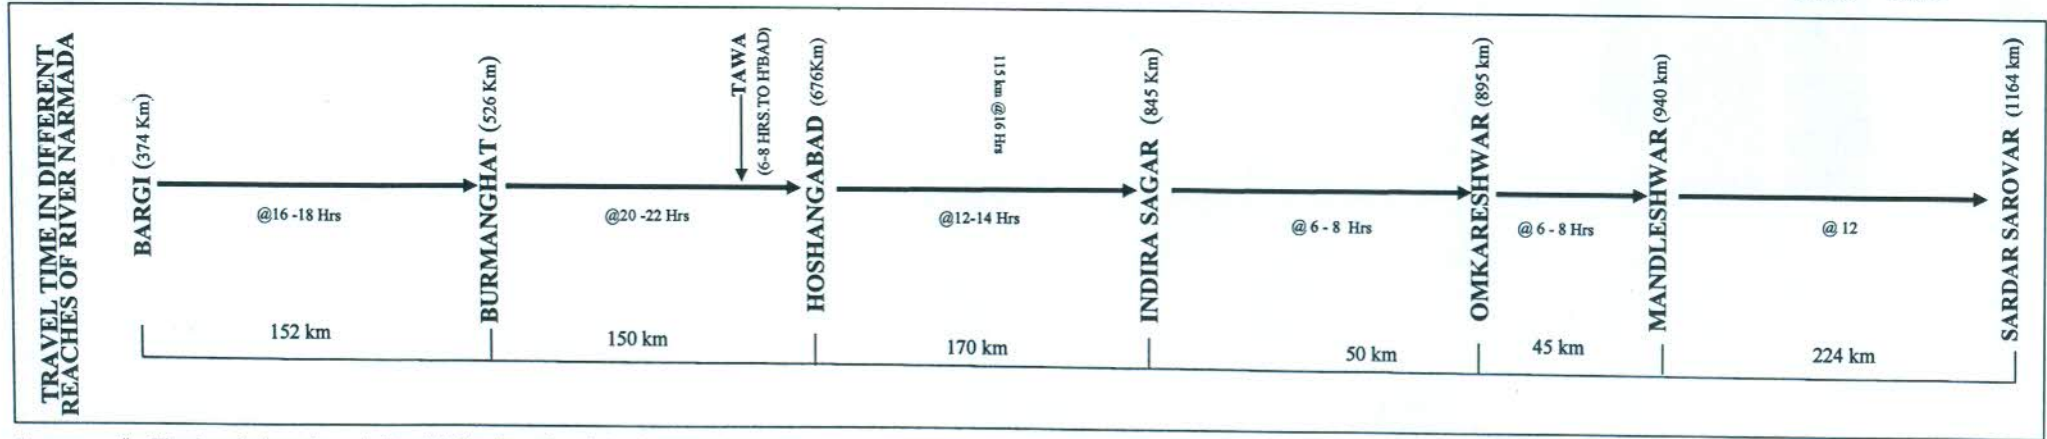 TRAVEL TIME IN DIFFERENT
REACHES OF RIVER NARMADA
BARGI (374 Km)
@16 -18 Hrs
BURMANGHAT (526 Km)
@20 -22 Hrs
TAWA
(6-8 HRS.TO H'BAD)
HOSHANGABAD (676Km)
@12-14 Hrs
115 km @16 Hrs
INDIRA SAGAR (845 Km)
@ 6 - 8 Hrs
OMKARESHWAR (895 km)
@ 6 - 8 Hrs
MANDLESHWAR (940 km)
@ 12
SARDAR SAROVAR (1164 km)
152 km
150 km
170 km
50 km
45 km
224 km